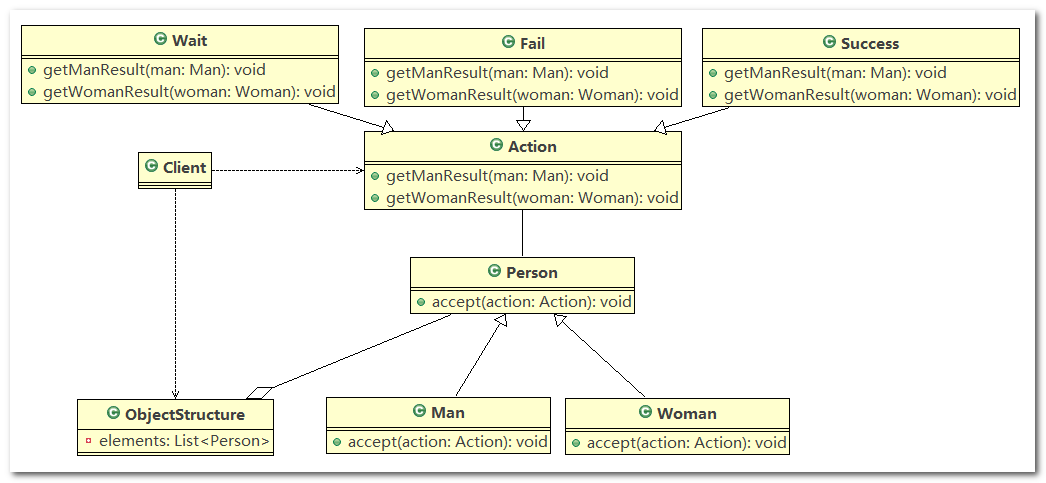 Wait
getManResult(man: Man): void
getWomanResult(woman: Woman): void
Fail
getManResult(man: Man): void
getWomanResult(woman: Woman): void
Success
getManResult(man: Man): void
getWomanResult(woman: Woman): void
Action
getManResult(man: Man): void
getWomanResult(woman: Woman): void
Client
Person
accept(action: Action): void
ObjectStructure
elements: List<Person>
Man
accept(action: Action): void
Woman
accept(action: Action): void